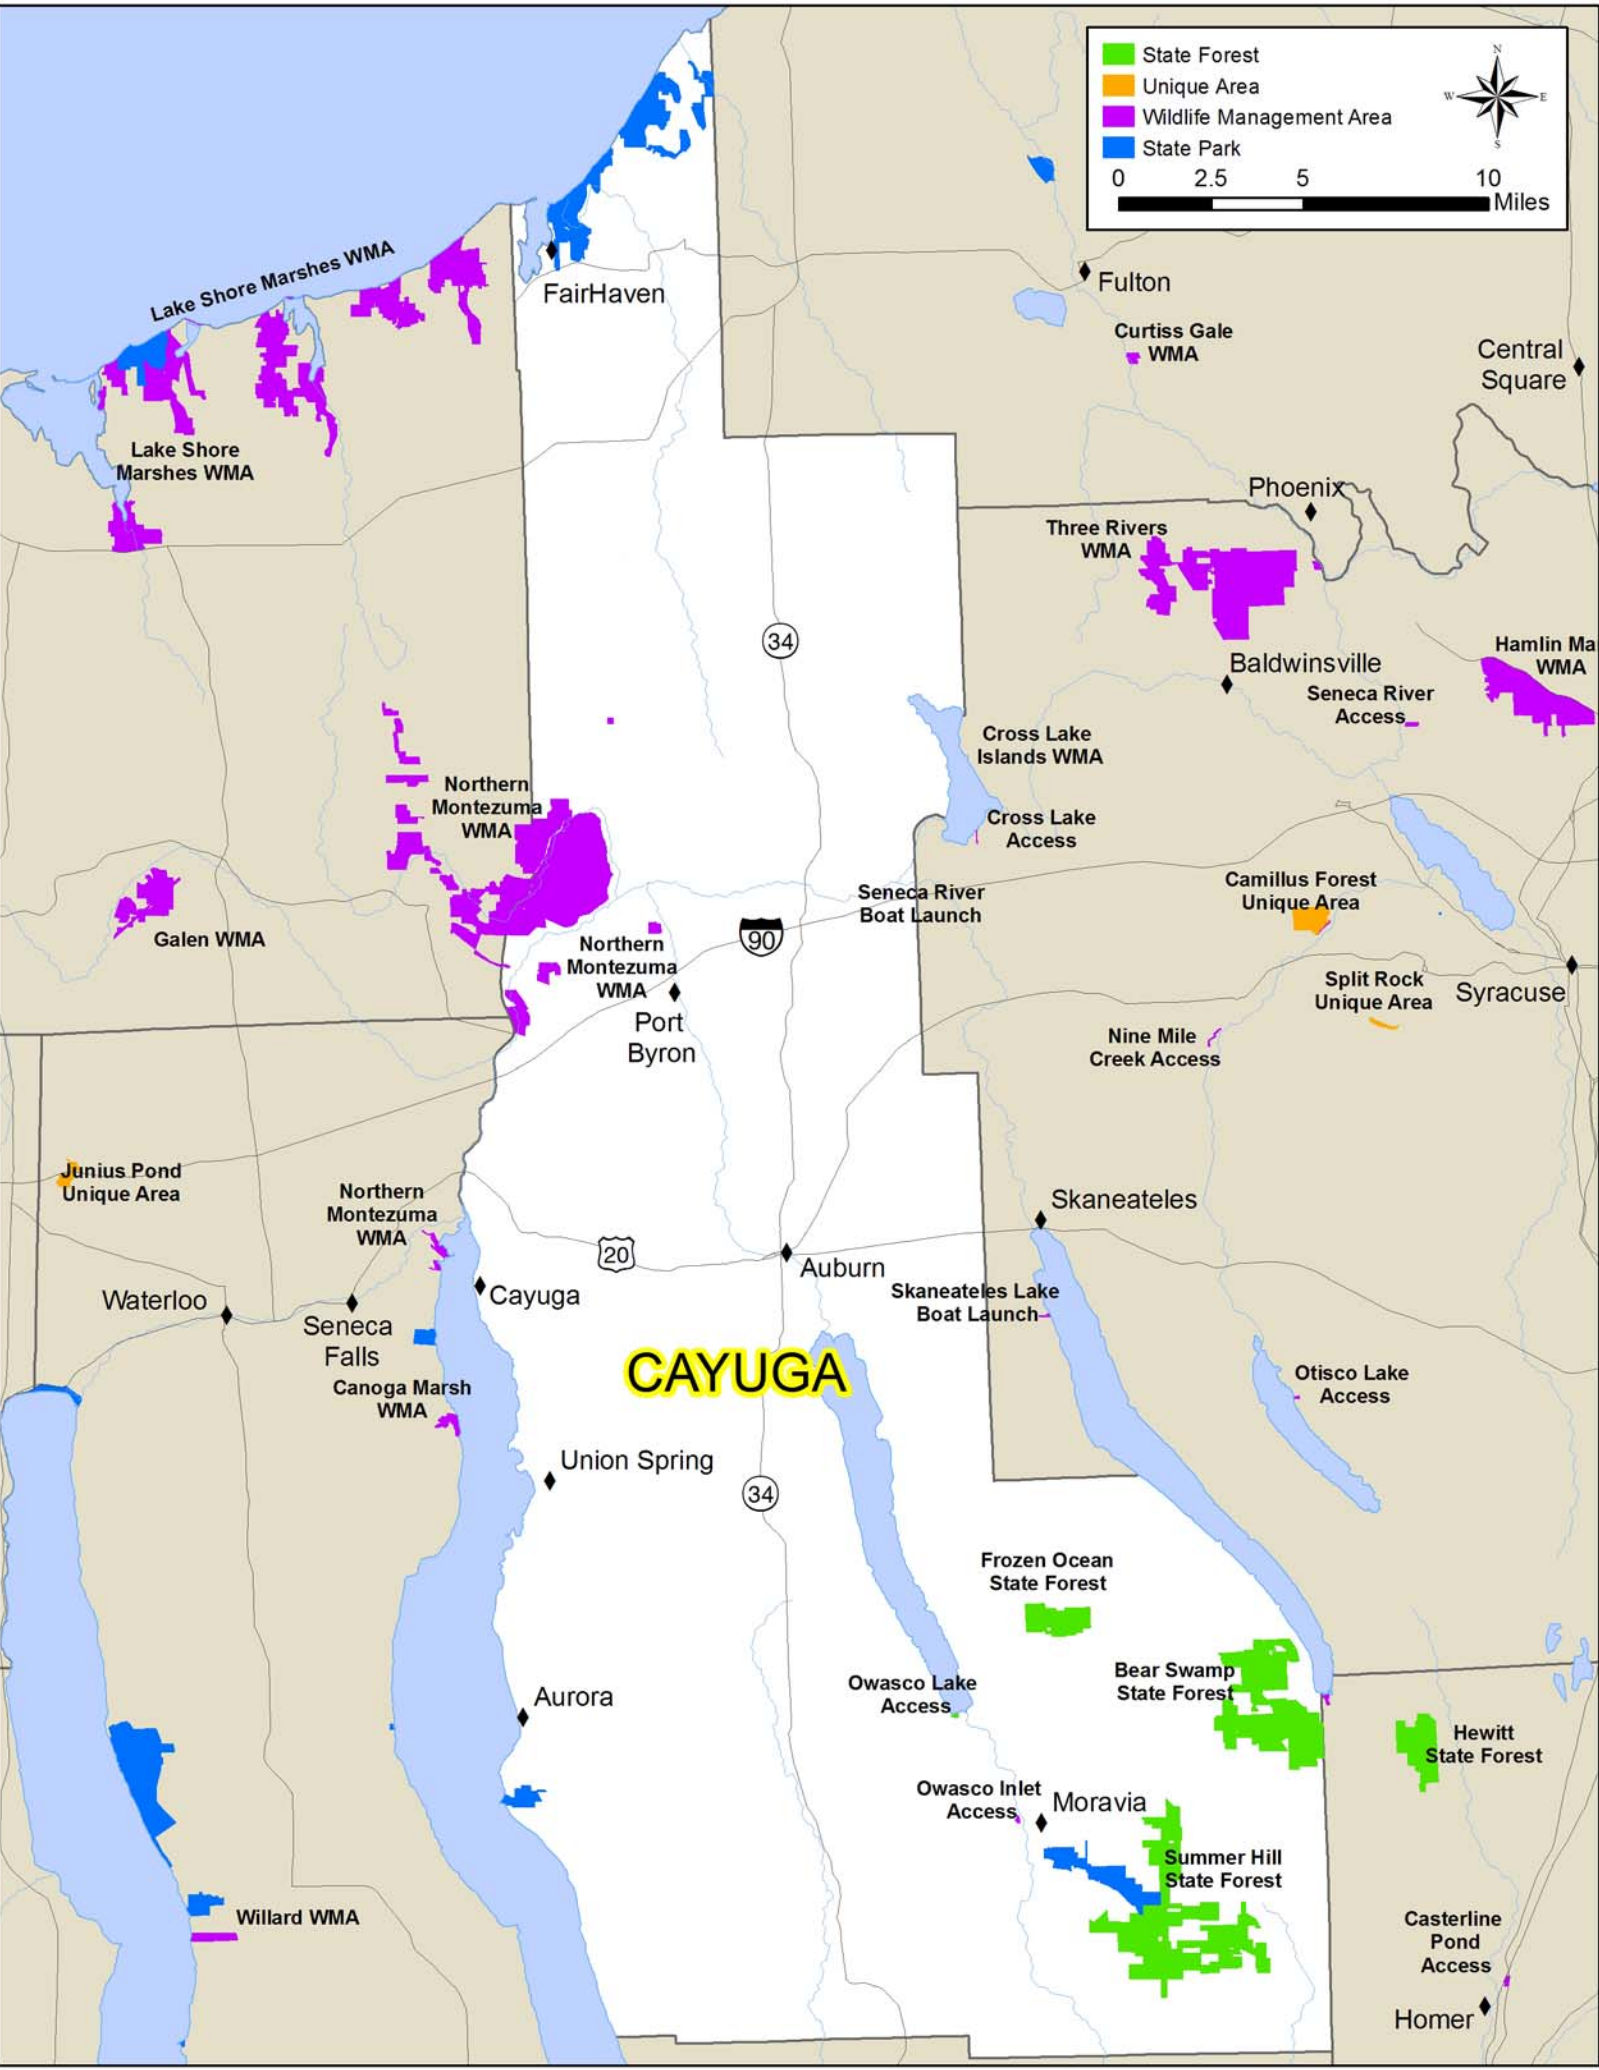 State Forest
Unique Area
Wildlife Management Area
State Park
N
W
E
S
0 2.5 5 10
Miles
Lake Shore Marshes WMA
FairHaven
Fulton
Curtiss Gale
WMA
Central
Square
Lake Shore
Marshes WMA
Phoenix
Three Rivers
WMA
34
Hamlin Ma
WMA
Baldwinsville
Seneca River
Access
Cross Lake
Islands WMA
Northern
Montezuma
WMA
Cross Lake
Access
Camillus Forest
Unique Area
Seneca River
Boat Launch
Galen WMA
90
Northern
Montezuma
WMA
Split Rock
Unique Area
Syracuse
Port
Byron
Nine Mile
Creek Access
Junius Pond
Unique Area
Northern
Montezuma
WMA
Skaneateles
20
Auburn
Cayuga
Skaneateles Lake
Boat Launch
Waterloo
Seneca
Falls
CAYUGA
Canoga Marsh
WMA
Otisco Lake
Access
Union Spring
34
Frozen Ocean
State Forest
Bear Swamp
State Forest
Owasco Lake
Access
Aurora
Hewitt
State Forest
Owasco Inlet
Access
Moravia
Summer Hill
State Forest
Willard WMA
Casterline
Pond
Access
Homer